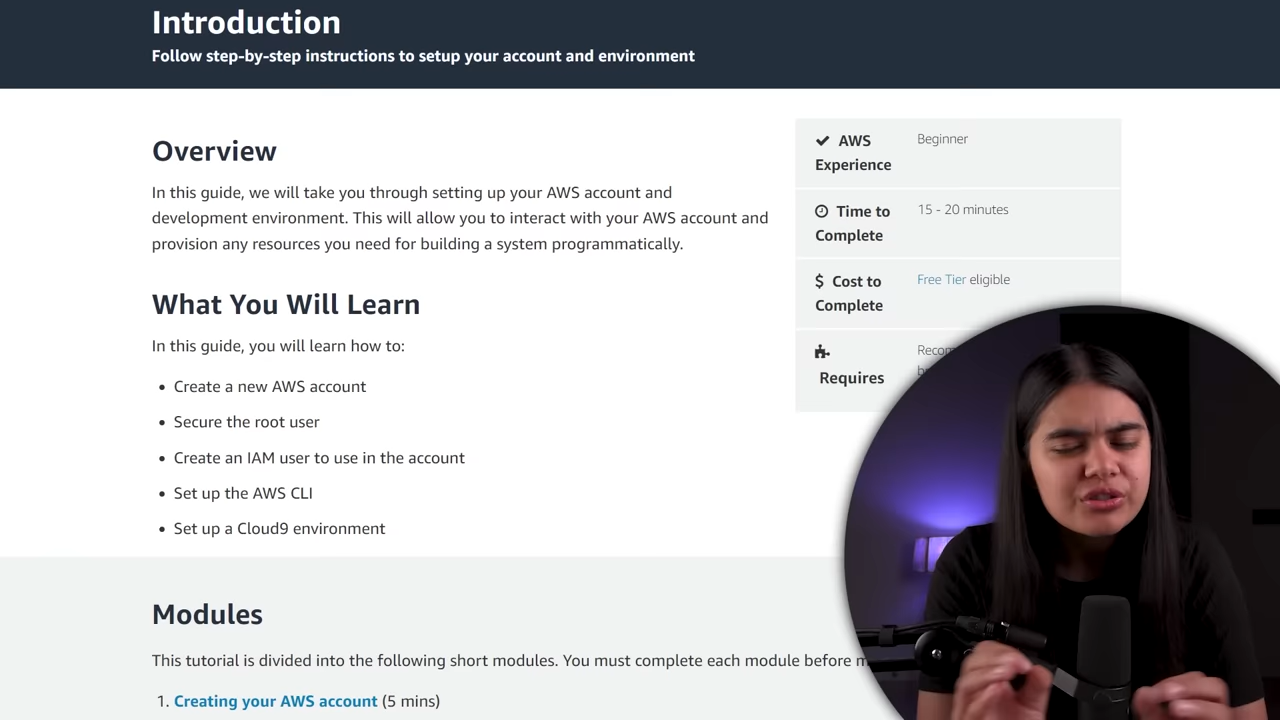 Introduction
Follow step-by-step instructions to setup your account and environment
Overview
In this guide, we will take you through setting up your AWS account and
development environment. This will allow you to interact with your AWS account and
provision any resources you need for building a system programmatically.
What You Will Learn
In this guide, you will learn how to:
• Create a new AWS account
• Secure the root user
• Create an IAM user to use in the account
• Set up the AWS CLI
• Set up a Cloud9 environment
AWS
Experience
Beginner
Time to
Complete
15 - 20 minutes
$ Cost to
Complete
Free Tier eligible
Requires
Modules
This tutorial is divided into the following short modules. You must complete each module before
1. Creating your AWS account (5 mins)